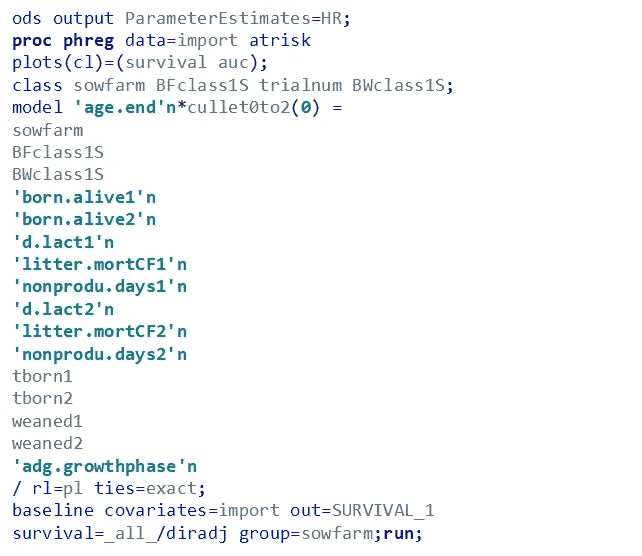 ods output ParameterEstimates=HR;
proc phreg data=import atrisk
plots(cl)=(survival auc);
class sowfarm BFclass1S trialnum BWclass1S;
model 'age.end'n*cullet0to2(0) =
sowfarm
BFclass1S
BWclass1S
'born.alive1'n
'born.alive2'n
'd.lact1'n
'litter.mortCF1'n
'nonprodu.days1'n
'd.lact2'n
'litter.mortCF2'n
'nonprodu.days2'n
tborn1
tborn2
weaned1
weaned2
'adg.growthphase'n
/ rl=pl ties=exact;
baseline covariates=import out=SURVIVAL_1
survival=_all_/diradj group=sowfarm;run;